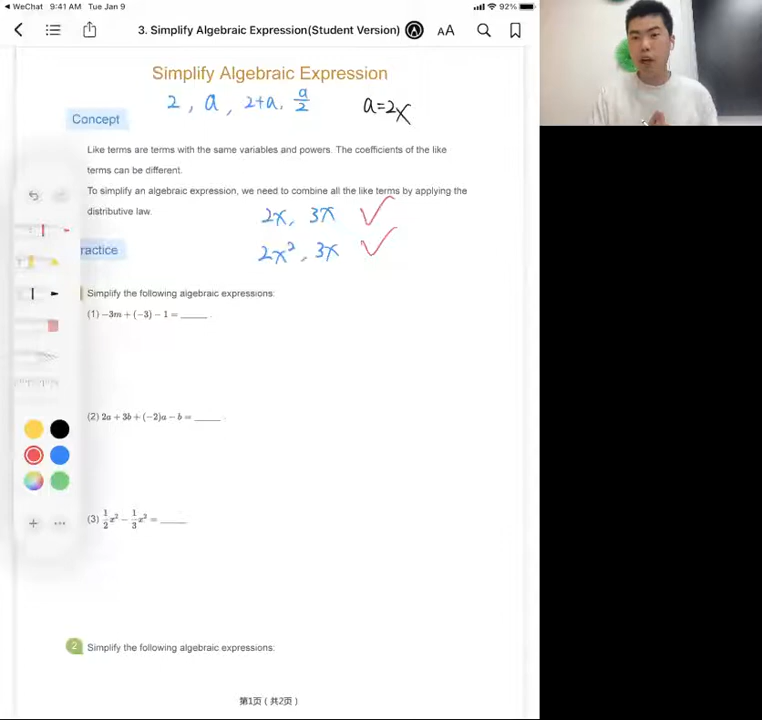 WeChat 9:41 AM Tue Jan 9 92%
3. Simplify Algebraic Expression(Student Version) AA
Simplify Algebraic Expression
2, a, 2+a, a/2 a=2x
Concept
Like terms are terms with the same variables and powers. The coefficients of the like
terms can be different.
To simplify an algebraic expression, we need to combine all the like terms by applying the
distributive law.
2x, 3x ✓
2x², 3x ✓
ractice
Simplify the following algebraic expressions:
(1) −3m + (−3) − 1 = _____ .
(2) 2a + 3b + (−2)a − b = _____ .
(3) 1/2 x² − 1/3 x² = _____
2 Simplify the following algebraic expressions:
第1页 ( 共2页 )